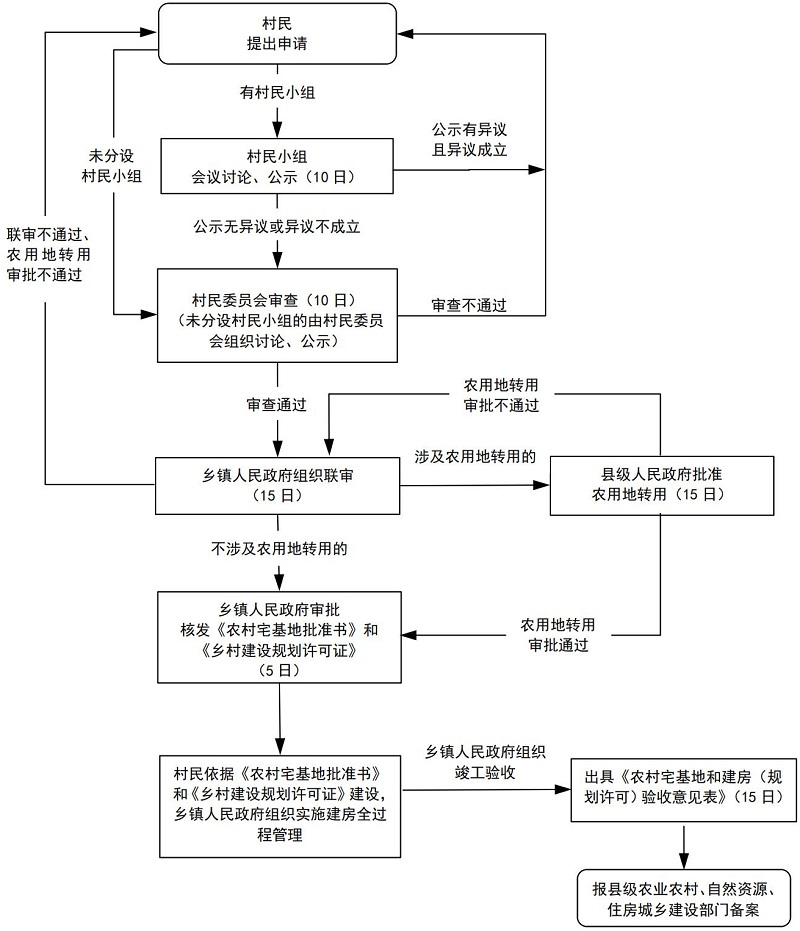 村民
提出申请
有村民小组
未分设
村民小组
公示有异议
且异议成立
村民小组
会议讨论、公示（10 日）
公示无异议或异议不成立
联审不通过、
农用地转用
审批不通过
村民委员会审查（10 日）
（未分设村民小组的由村民委员
会组织讨论、公示）
审查不通过
审查通过
农用地转用
审批不通过
乡镇人民政府组织联审
（15 日）
涉及农用地转用的
县级人民政府批准
农用地转用（15 日）
不涉及农用地转用的
乡镇人民政府审批
核发《农村宅基地批准书》和
《乡村建设规划许可证》
（5 日）
农用地转用
审批通过
村民依据《农村宅基地批准书》
和《乡村建设规划许可证》建设，
乡镇人民政府组织实施建房全过
程管理
乡镇人民政府组织
竣工验收
出具《农村宅基地和建房（规
划许可）验收意见表》（15 日）
报县级农业农村、自然资源、
住房城乡建设部门备案